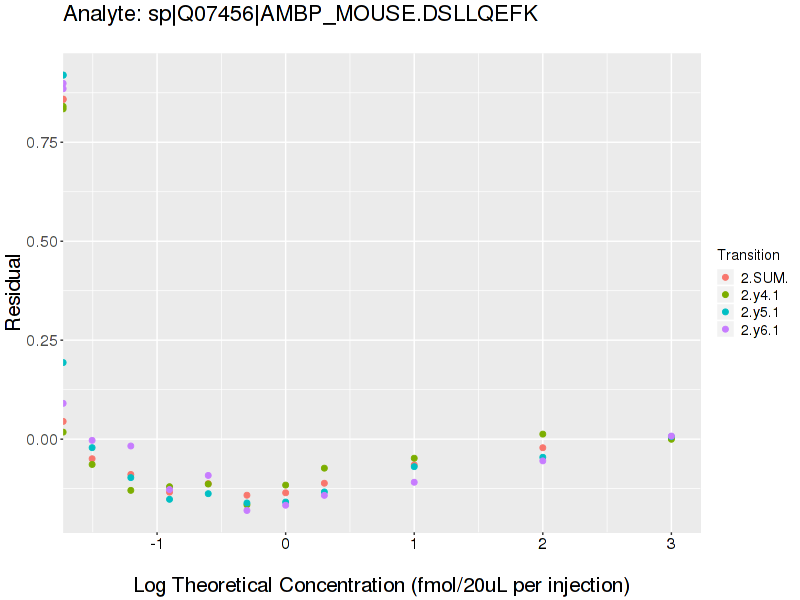 Analyte: sp|Q07456|AMBP_MOUSE.DSLLQEFK
0.75
0.50
0.25
0.00
Residual
-1 0 1 2 3
Log Theoretical Concentration (fmol/20uL per injection)
Transition
2.SUM.
2.y4.1
2.y5.1
2.y6.1